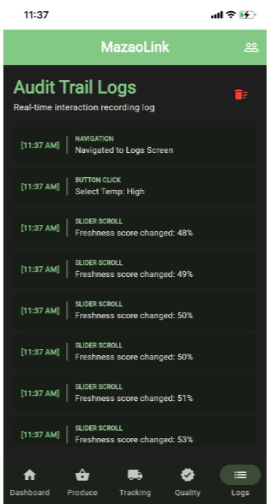 11:37
MazaoLink
Audit Trail Logs
Real-time interaction recording log
[11:37 AM]
NAVIGATION
Navigated to Logs Screen
[11:37 AM]
BUTTON CLICK
Select Temp: High
[11:37 AM]
SLIDER SCROLL
Freshness score changed: 48%
[11:37 AM]
SLIDER SCROLL
Freshness score changed: 49%
[11:37 AM]
SLIDER SCROLL
Freshness score changed: 50%
[11:37 AM]
SLIDER SCROLL
Freshness score changed: 50%
[11:37 AM]
SLIDER SCROLL
Freshness score changed: 51%
[11:37 AM]
SLIDER SCROLL
Freshness score changed: 53%
Dashboard Produce Tracking Quality Logs